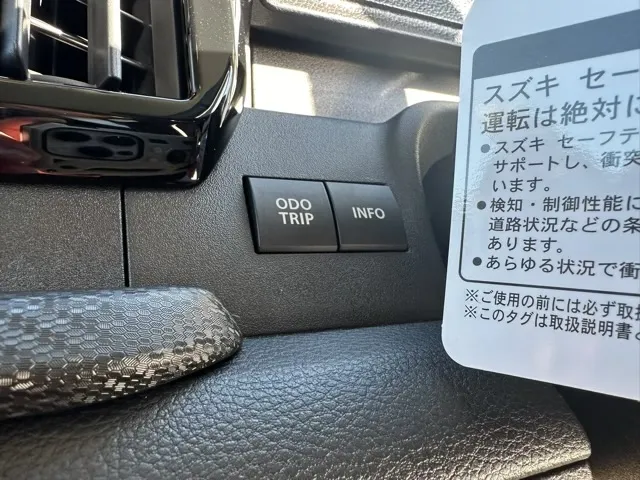 ODO
TRIP
INFO
スズキ セー
運転は絶対に
●スズキ セーフテ
サポートし、衝突
います。
●検知・制御性能に
道路状況などの条
あります。
●あらゆる状況で衝
※ご使用の前には必ず取扱
※このタグは取扱説明書と